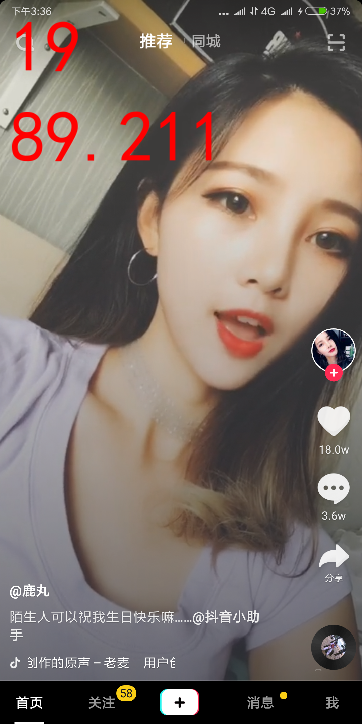 下午3:36
4G
37%
19
推荐
同城
89.211
18.0w
3.6w
分享
@鹿丸
陌生人可以祝我生日快乐嘛……@抖音小助
手
创作的原声 - 老麦 用户创
首页
关注
58
消息
我